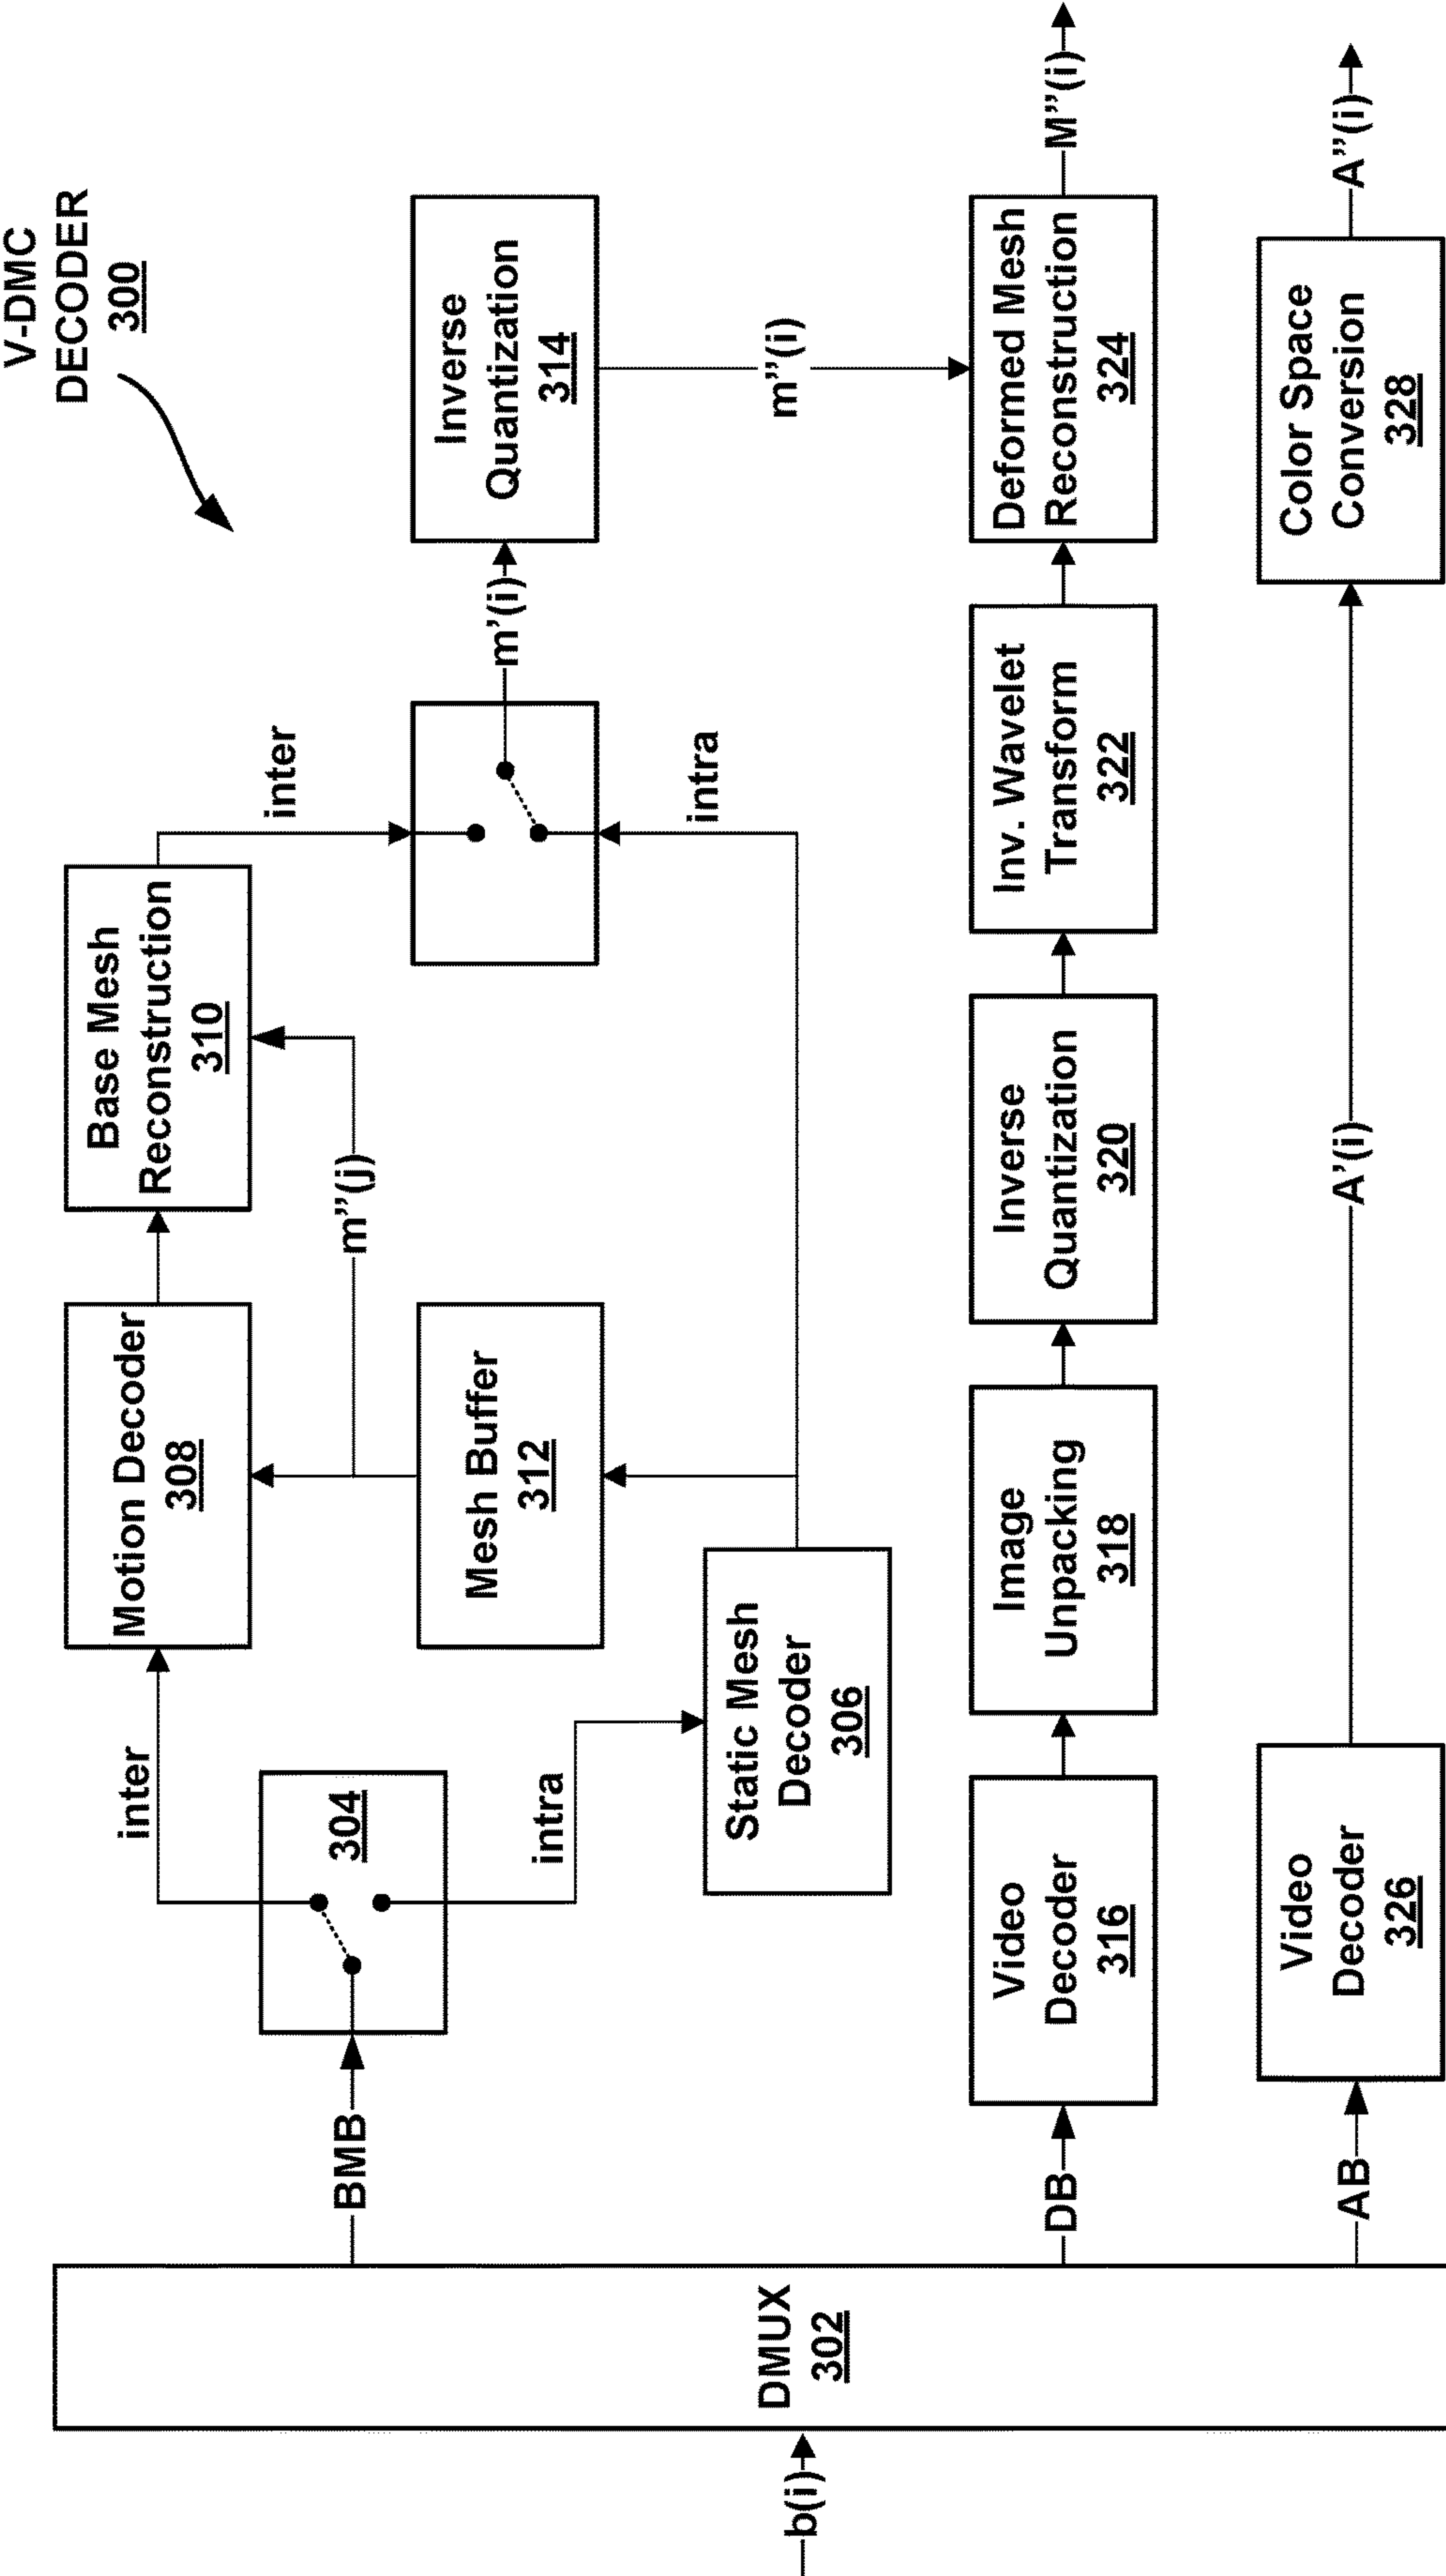 V-DMC
DECODER
300
b(i)
DMUX
302
BMB
304
inter
intra
Motion Decoder
308
Mesh Buffer
312
Static Mesh
Decoder
306
m''(j)
Base Mesh
Reconstruction
310
inter
intra
m'(i)
Inverse
Quantization
314
m''(i)
DB
Video
Decoder
316
Image
Unpacking
318
Inverse
Quantization
320
Inv. Wavelet
Transform
322
Deformed Mesh
Reconstruction
324
M''(i)
AB
Video
Decoder
326
A'(i)
Color Space
Conversion
328
A''(i)